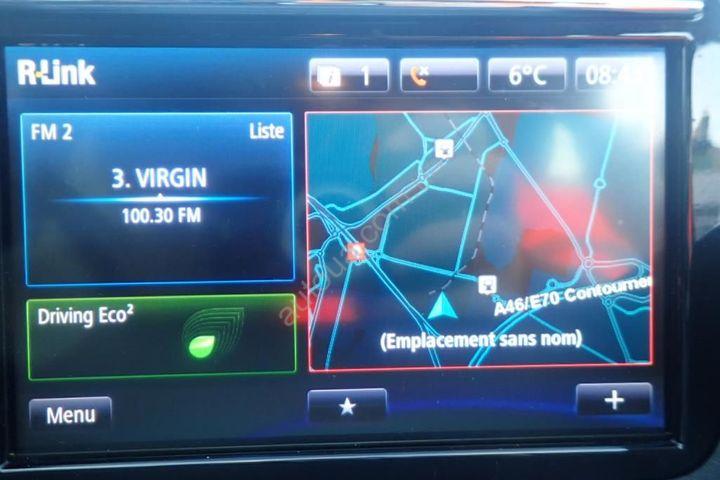 R-Link
1
6°C
FM 2
Liste
3. VIRGIN
100.30 FM
Driving Eco²
A46/E70 Contourne
(Emplacement sans nom)
Menu
+